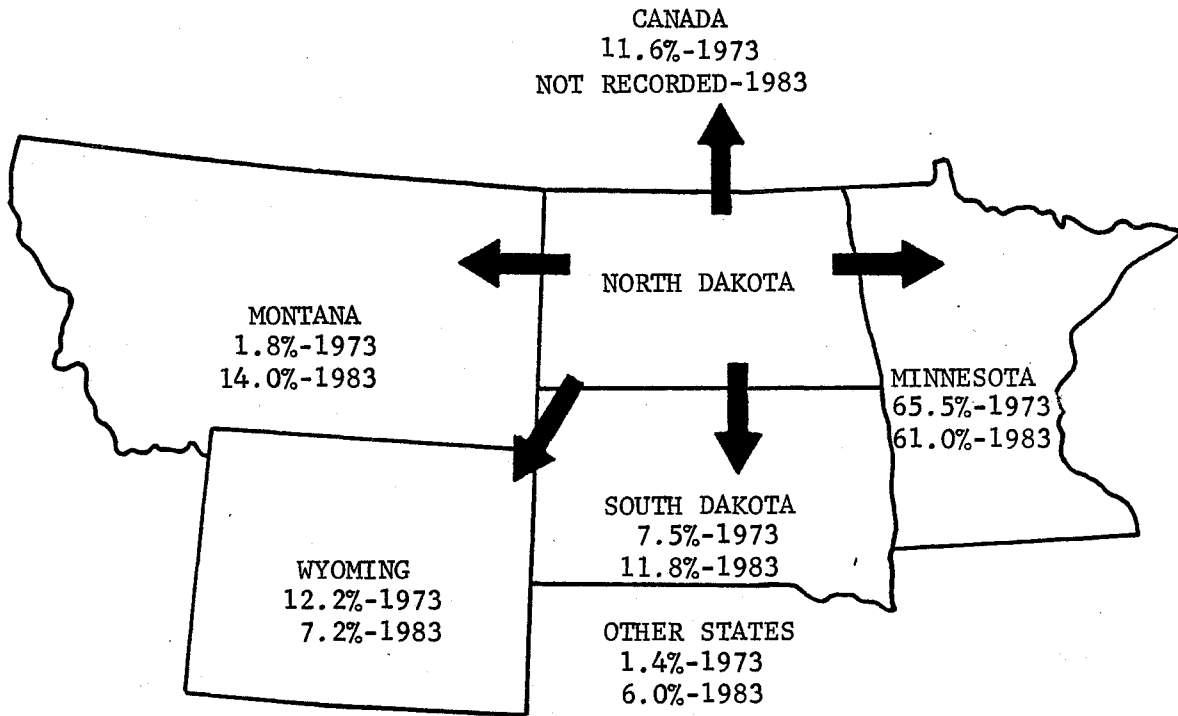 CANADA
11.6%-1973
NOT RECORDED-1983
NORTH DAKOTA
MONTANA
1.8%-1973
14.0%-1983
MINNESOTA
65.5%-1973
61.0%-1983
SOUTH DAKOTA
7.5%-1973
11.8%-1983
WYOMING
12.2%-1973
7.2%-1983
OTHER STATES
1.4%-1973
6.0%-1983